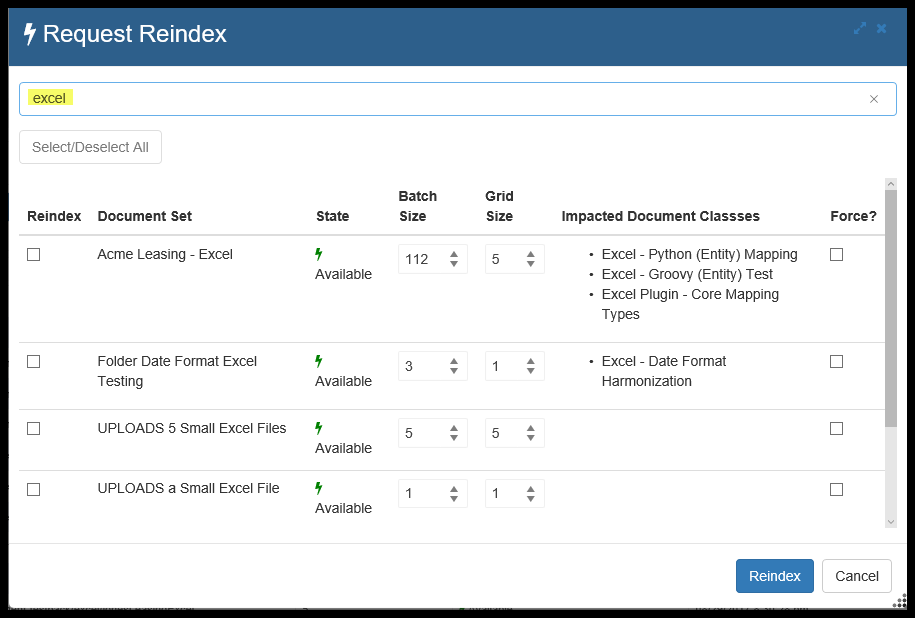 Request Reindex
excel
Select/Deselect All
Batch Grid
Reindex Document Set State Size Size Impacted Document Classses Force?
Acme Leasing - Excel 112 5 • Excel - Python (Entity) Mapping
Available • Excel - Groovy (Entity) Test
• Excel Plugin - Core Mapping
Types
Folder Date Format Excel 3 1 • Excel - Date Format
Testing Available Harmonization
UPLOADS 5 Small Excel Files 5 5
Available
UPLOADS a Small Excel File 1 1
Available
Reindex Cancel